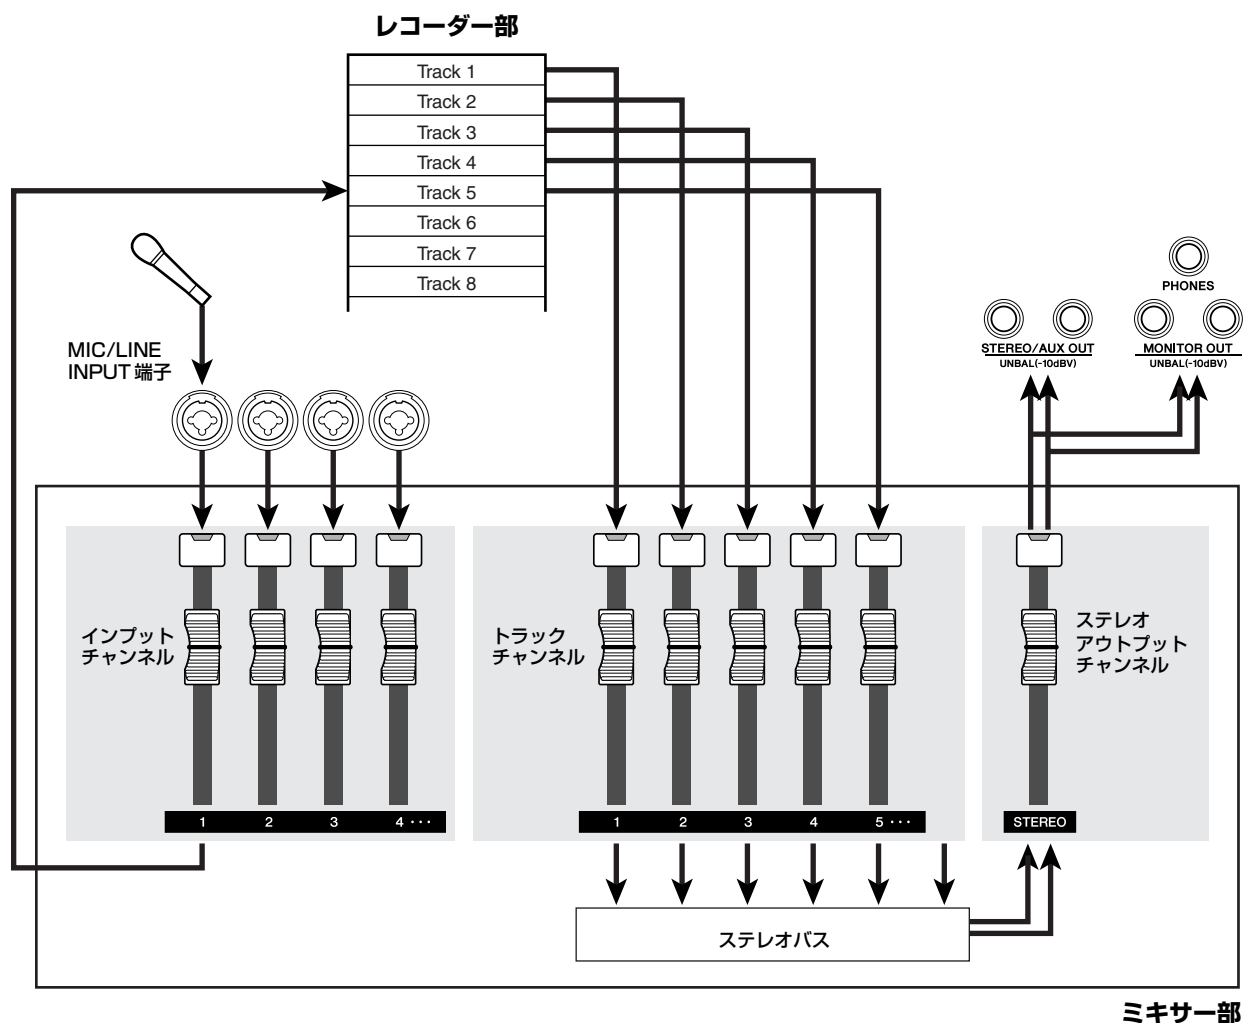 レコーダー部
Track 1
Track 2
Track 3
Track 4
Track 5
Track 6
Track 7
Track 8
MIC/LINE
INPUT 端子
PHONES
STEREO/AUX OUT
UNBAL(-10dBV)
MONITOR OUT
UNBAL(-10dBV)
インプット
チャンネル
1 2 3 4 ···
トラック
チャンネル
1 2 3 4 5 ···
ステレオ
アウトプット
チャンネル
STEREO
ステレオバス
ミキサー部